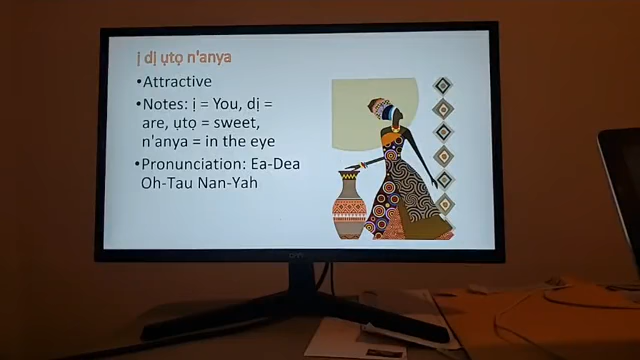 ị dị ụtọ n'anya
•Attractive
•Notes: ị = You, dị =
are, ụtọ = sweet,
n'anya = in the eye
•Pronunciation: Ea-Dea
Oh-Tau Nan-Yah